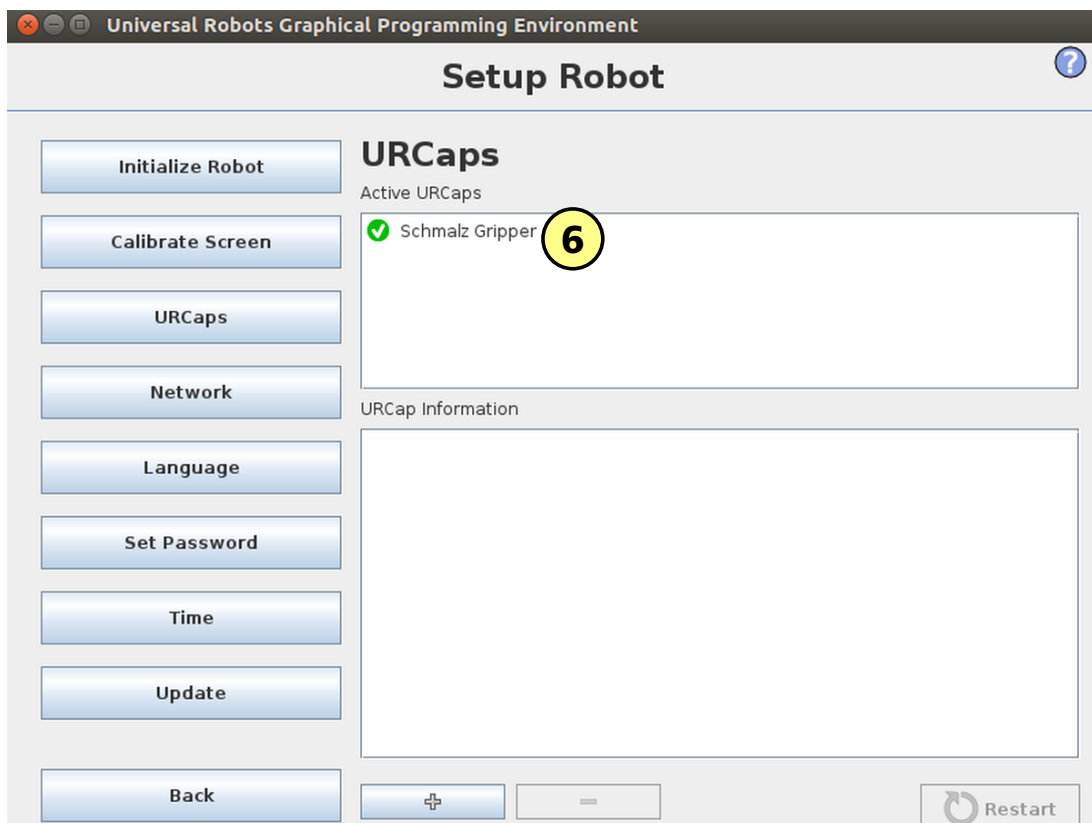 Universal Robots Graphical Programming Environment
Setup Robot
?
Initialize Robot
Calibrate Screen
URCaps
Network
Language
Set Password
Time
Update
Back
URCaps
Active URCaps
Schmalz Gripper
6
URCap Information
Restart